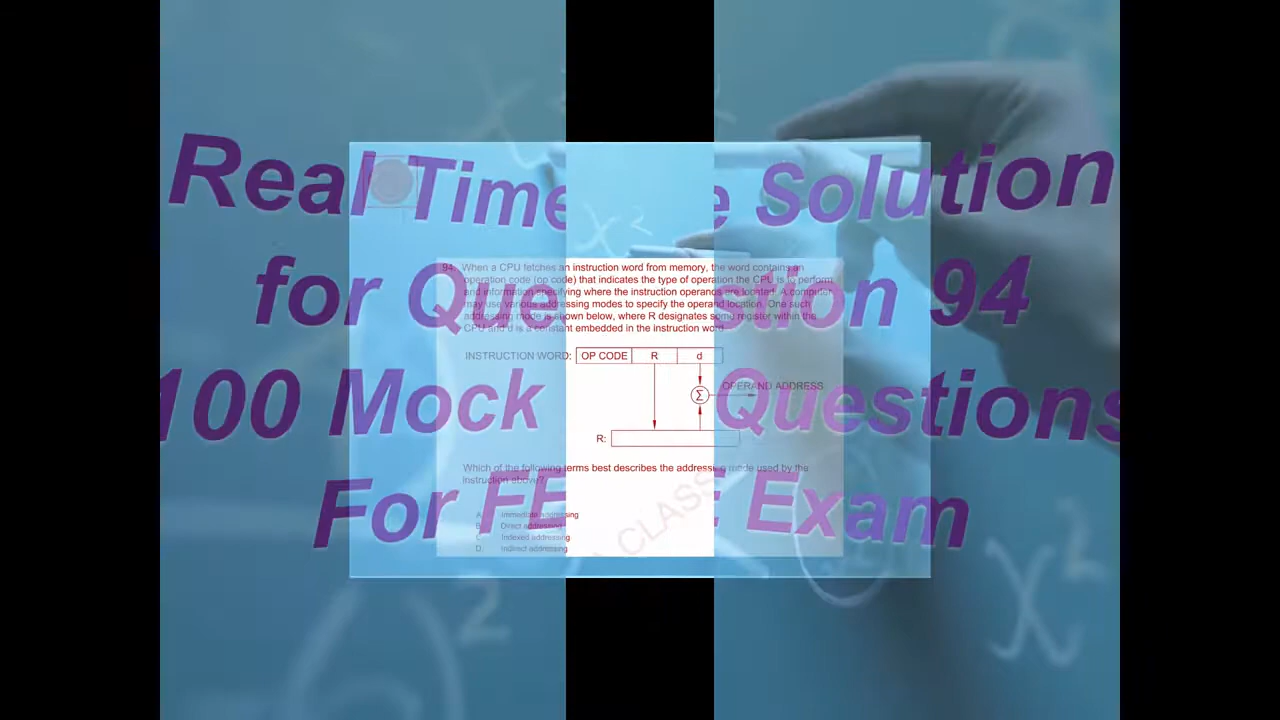 Real Time Solution
for Question 94
100 Mock Questions
For FE Exam
94. When a CPU fetches an instruction word from memory, the word contains an
operation code (op code) that indicates the type of operation the CPU is to perform
and information specifying where the instruction operands are located. A computer
may use various addressing modes to specify the operand location. One such
addressing mode is shown below, where R designates some register within the
CPU and d is a constant embedded in the instruction word
INSTRUCTION WORD: OP CODE R d
OPERAND ADDRESS
Σ
R:
Which of the following terms best describes the addressing mode used by the
instruction above?
A. Immediate addressing
B. Direct addressing
C. Indexed addressing
D. Indirect addressing
CLASS
x²
x²
2